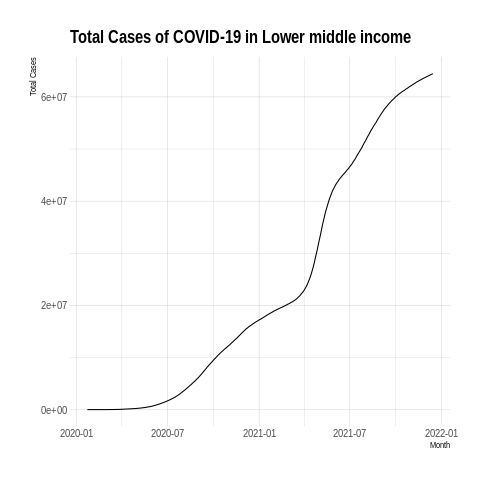 Total Cases of COVID-19 in Lower middle income
Total Cases
6e+07
4e+07
2e+07
0e+00
2020-01 2020-07 2021-01 2021-07 2022-01
Month